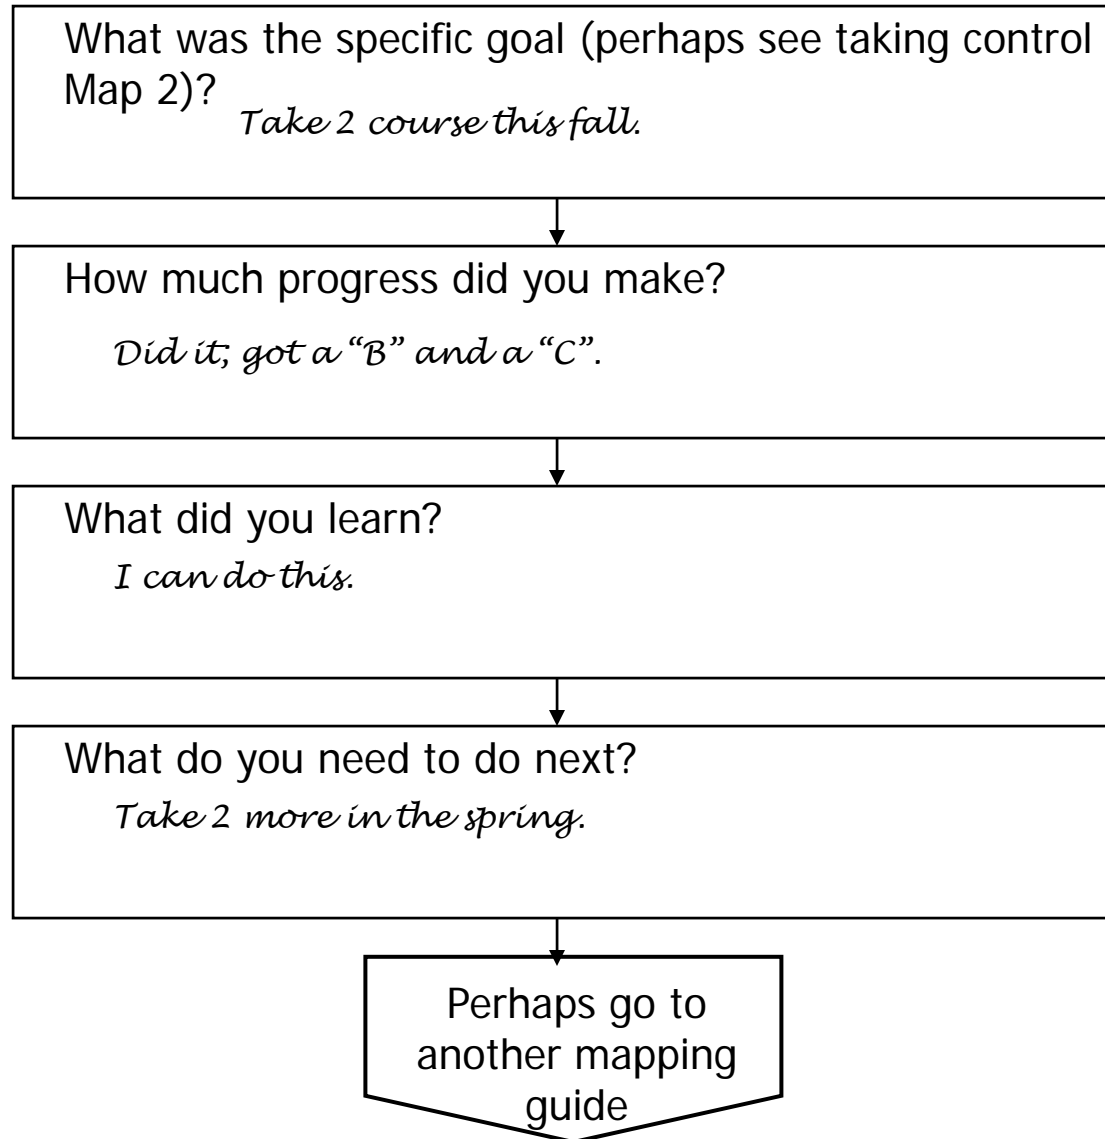 What was the specific goal (perhaps see taking control
Map 2)?
Take 2 course this fall.
How much progress did you make?
Did it; got a “B” and a “C”.
What did you learn?
I can do this.
What do you need to do next?
Take 2 more in the spring.
Perhaps go to
another mapping
guide